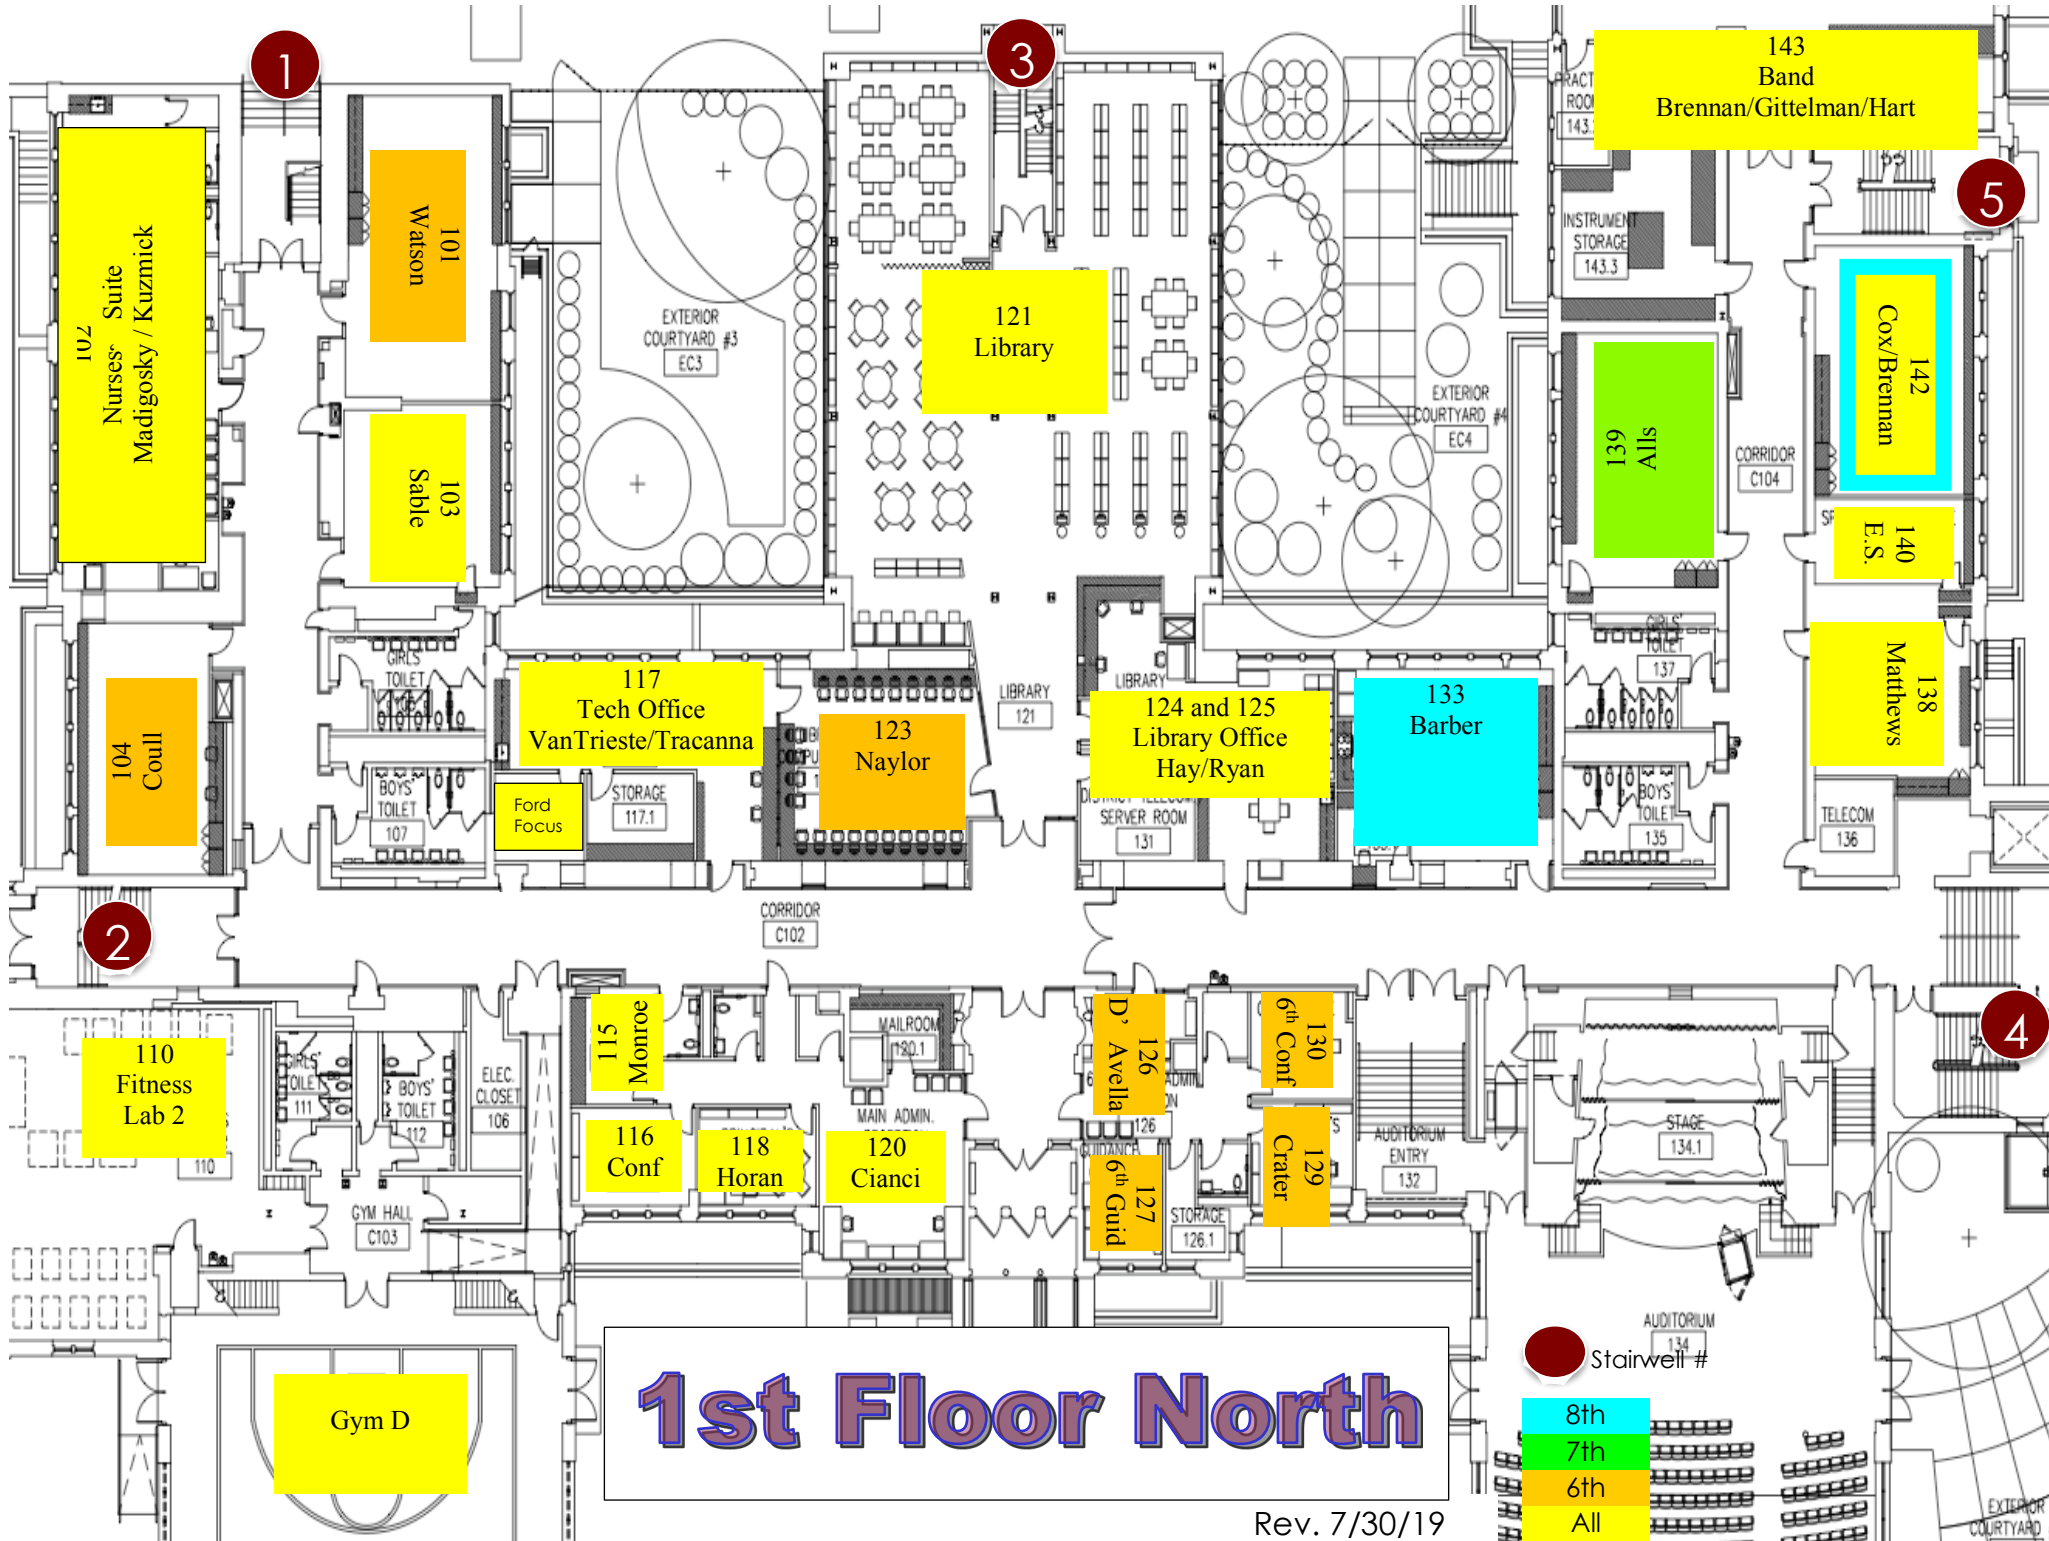 1
3
143
Band
Brennan/Gittelman/Hart
143.
5
102
Nurses' Suite
Madigosky / Kuzmick
101
Watson
INSTRUMENT
STORAGE
143.3
EXTERIOR
COURTYARD #3
EC3
121
Library
142
Cox/Brennan
EXTERIOR
COURTYARD #4
EC4
139
Alls
CORRIDOR
C104
103
Sable
140
E.S.
GIRLS'
TOILET
GIRLS'
TOILET
137
138
Matthews
104
Coull
117
Tech Office
VanTrieste/Tracanna
123
Naylor
LIBRARY
121
LIBRARY
124 and 125
Library Office
Hay/Ryan
133
Barber
BOYS'
TOILET
107
Ford
Focus
STORAGE
117.1
DISTRICT TELECOM
SERVER ROOM
131
BOYS'
TOILET
135
TELECOM
136
2
CORRIDOR
C102
4
110
Fitness
Lab 2
110
GIRLS'
TOILET
111
BOYS'
TOILET
112
ELEC.
CLOSET
106
115
Monroe
MAILROOM
120.1
MAIN ADMIN.
116
Conf
118
Horan
120
Cianci
126
D' Avella
126
GUIDANCE
127
6th Guid
130
6th Conf
129
Crater
STORAGE
126.1
AUDITORIUM
ENTRY
132
STAGE
134.1
GYM HALL
C103
Gym D
1st Floor North
Rev. 7/30/19
AUDITORIUM
134
Stairwell #
8th
7th
6th
All
EXTERIOR
COURTYARD